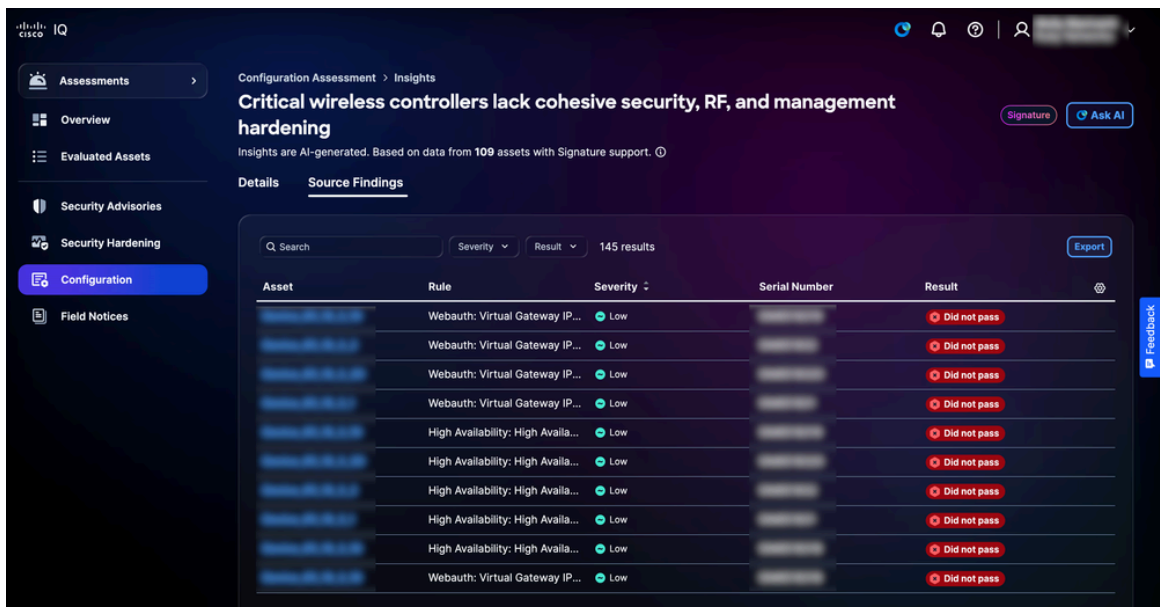 cisco IQ
Assessments
Overview
Evaluated Assets
Security Advisories
Security Hardening
Configuration
Field Notices
Configuration Assessment > Insights
Critical wireless controllers lack cohesive security, RF, and management
hardening
Signature
Ask AI
Insights are AI-generated. Based on data from 109 assets with Signature support.
Details Source Findings
Search Severity Result 145 results Export
Asset Rule Severity Serial Number Result
Webauth: Virtual Gateway IP... Low Did not pass
Webauth: Virtual Gateway IP... Low Did not pass
Webauth: Virtual Gateway IP... Low Did not pass
Webauth: Virtual Gateway IP... Low Did not pass
High Availability: High Availa... Low Did not pass
High Availability: High Availa... Low Did not pass
High Availability: High Availa... Low Did not pass
High Availability: High Availa... Low Did not pass
High Availability: High Availa... Low Did not pass
Webauth: Virtual Gateway IP... Low Did not pass
Feedback